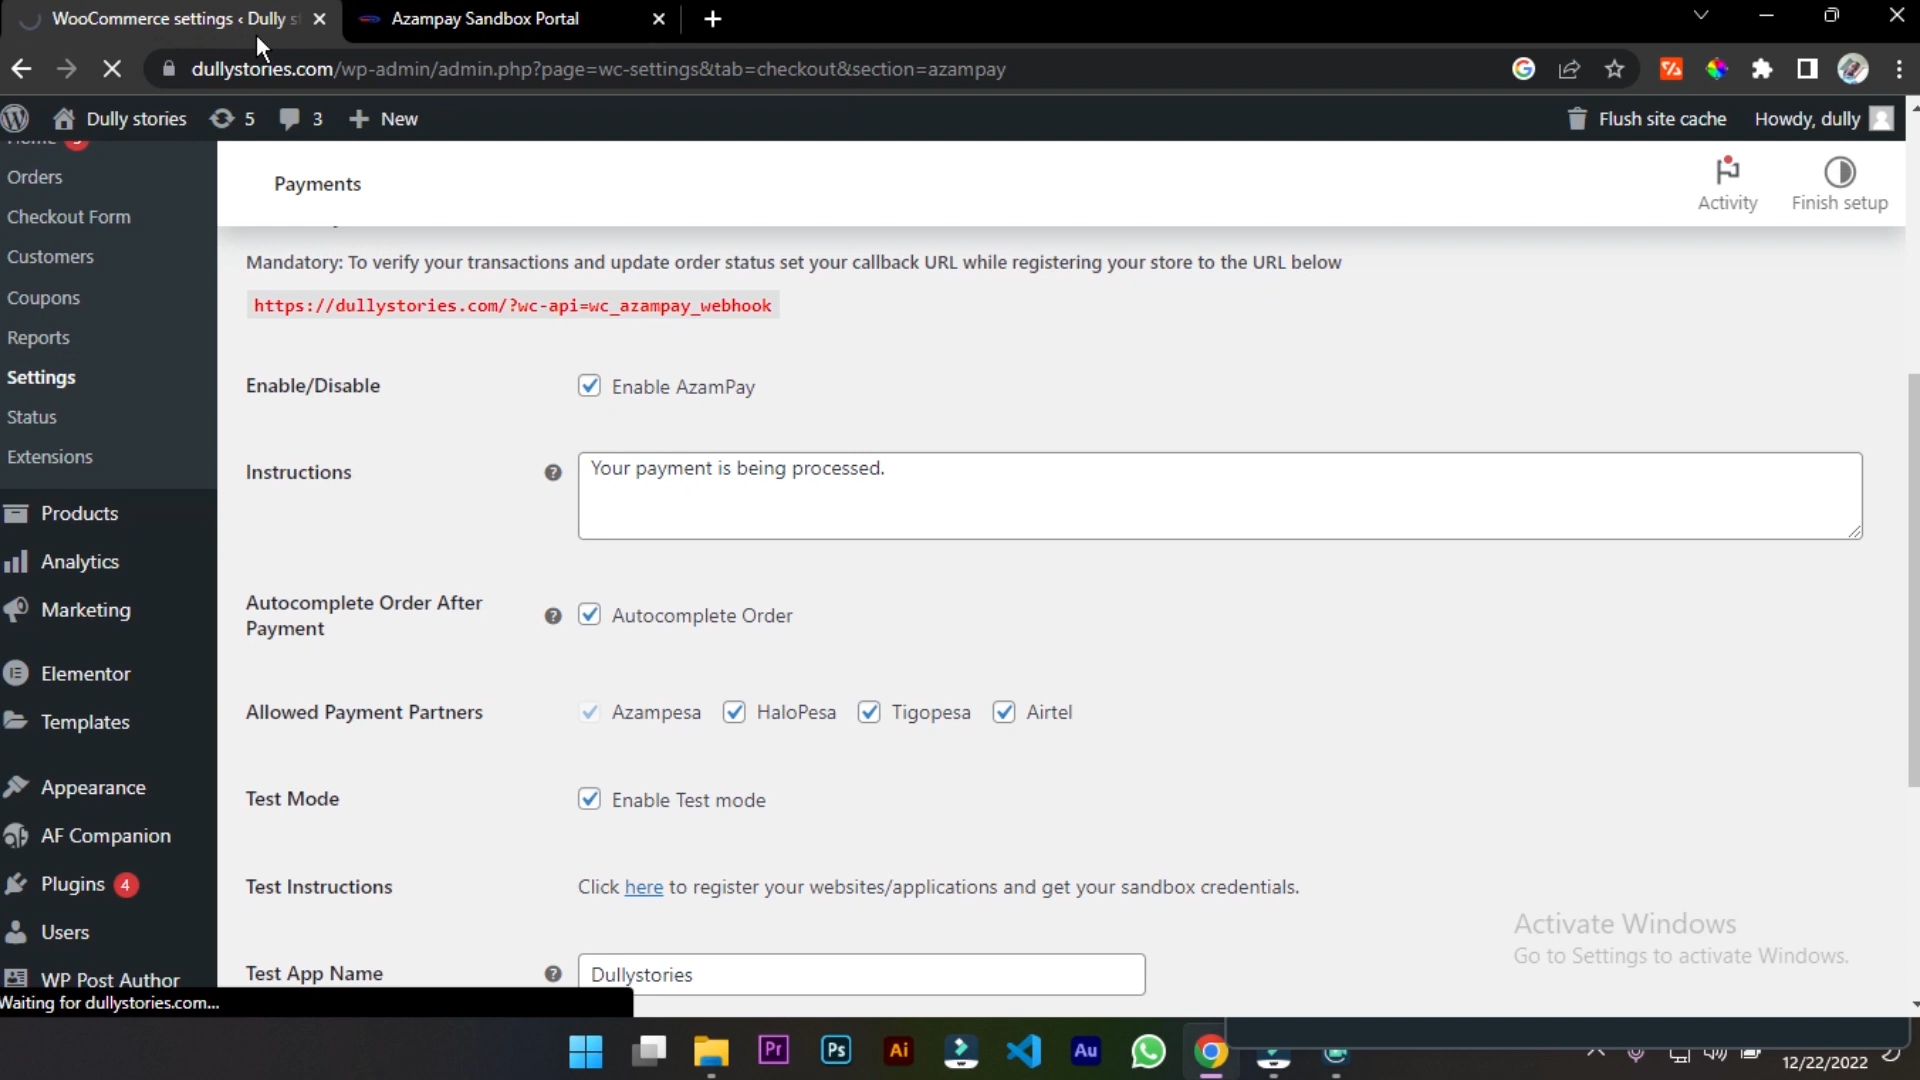 WooCommerce settings ‹ Dully s
Azampay Sandbox Portal
dullystories.com/wp-admin/admin.php?page=wc-settings&tab=checkout&section=azampay
Dully stories
5
3
New
Flush site cache
Howdy, dully
Orders
Checkout Form
Customers
Coupons
Reports
Settings
Status
Extensions
Products
Analytics
Marketing
Elementor
Templates
Appearance
AF Companion
Plugins 4
Users
WP Post Author
Waiting for dullystories.com...
Payments
Activity
Finish setup
Mandatory: To verify your transactions and update order status set your callback URL while registering your store to the URL below
https://dullystories.com/?wc-api=wc_azampay_webhook
Enable/Disable
Enable AzamPay
Instructions
Your payment is being processed.
Autocomplete Order After
Payment
Autocomplete Order
Allowed Payment Partners
Azampesa
HaloPesa
Tigopesa
Airtel
Test Mode
Enable Test mode
Test Instructions
Click here to register your websites/applications and get your sandbox credentials.
Test App Name
Dullystories
Activate Windows
Go to Settings to activate Windows.
Pr
Ps
Ai
Au
12/22/2022